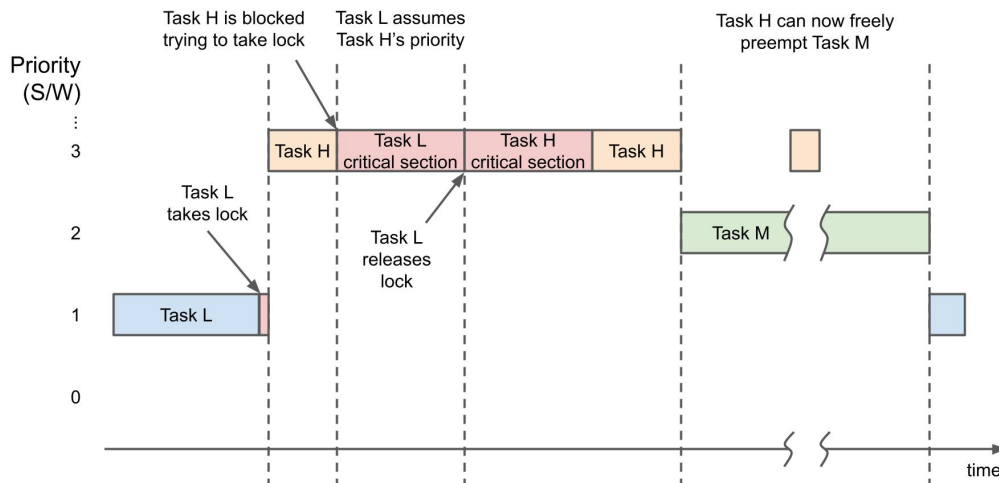 Task H is blocked
trying to take lock
Task L assumes
Task H's priority
Task H can now freely
preempt Task M
Priority
(S/W)
⋮
3
Task H
Task L
critical section
Task H
critical section
Task H
Task L
takes lock
Task L
releases
lock
2
Task M
1
Task L
0
time